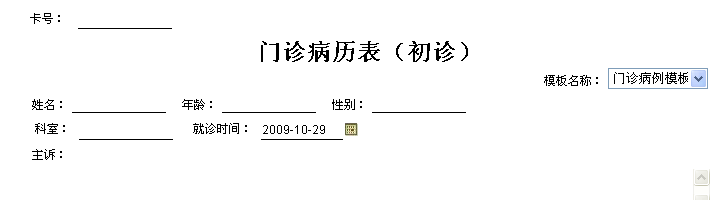 卡号：
门诊病历表（初诊）
模板名称： 门诊病例模板
姓名： 年龄： 性别：
科室： 就诊时间： 2009-10-29
主诉：